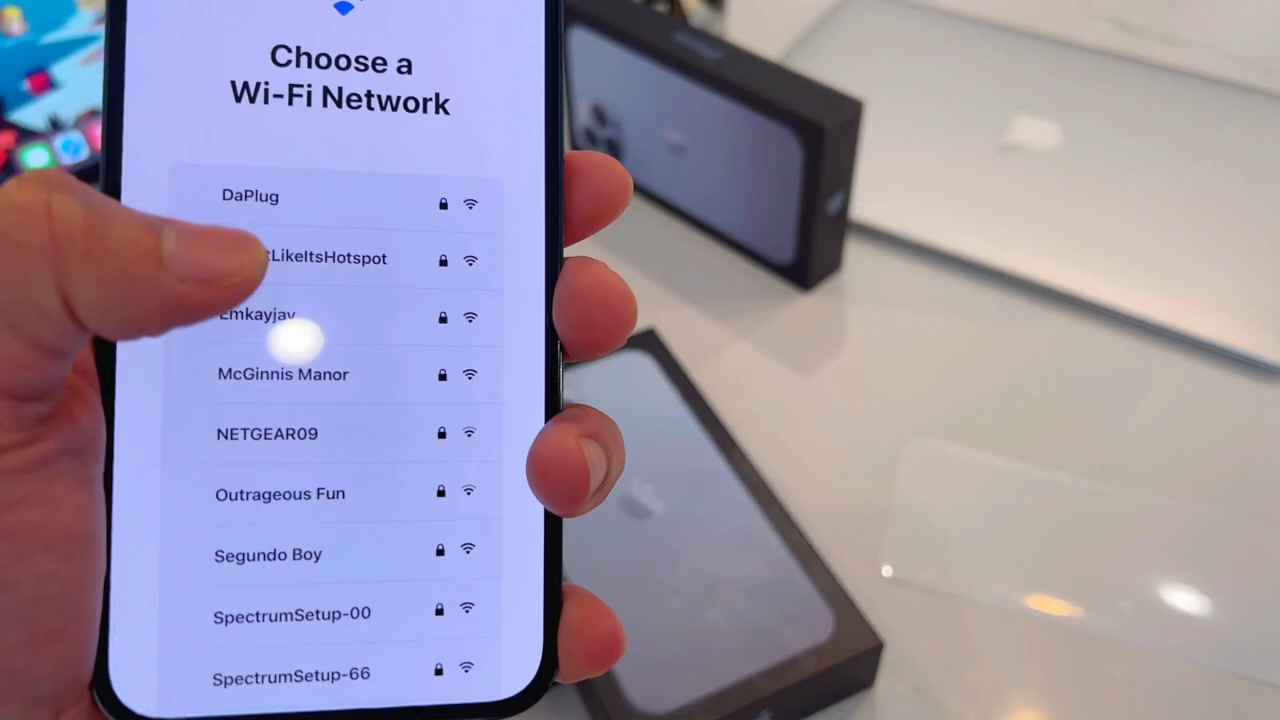 Choose a
Wi-Fi Network
DaPlug
LikeItsHotspot
Emkayjay
McGinnis Manor
NETGEAR09
Outrageous Fun
Segundo Boy
SpectrumSetup-00
SpectrumSetup-66